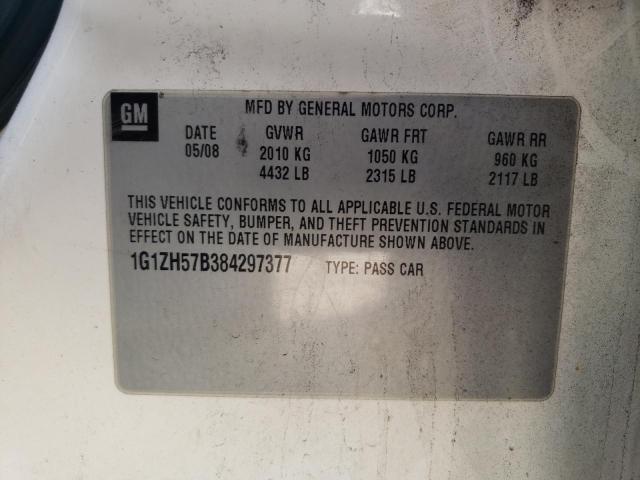 GM
MFD BY GENERAL MOTORS CORP.
DATE GVWR GAWR FRT GAWR RR
05/08 2010 KG 1050 KG 960 KG
4432 LB 2315 LB 2117 LB
THIS VEHICLE CONFORMS TO ALL APPLICABLE U.S. FEDERAL MOTOR
VEHICLE SAFETY, BUMPER, AND THEFT PREVENTION STANDARDS IN
EFFECT ON THE DATE OF MANUFACTURE SHOWN ABOVE.
1G1ZH57B384297377 TYPE: PASS CAR